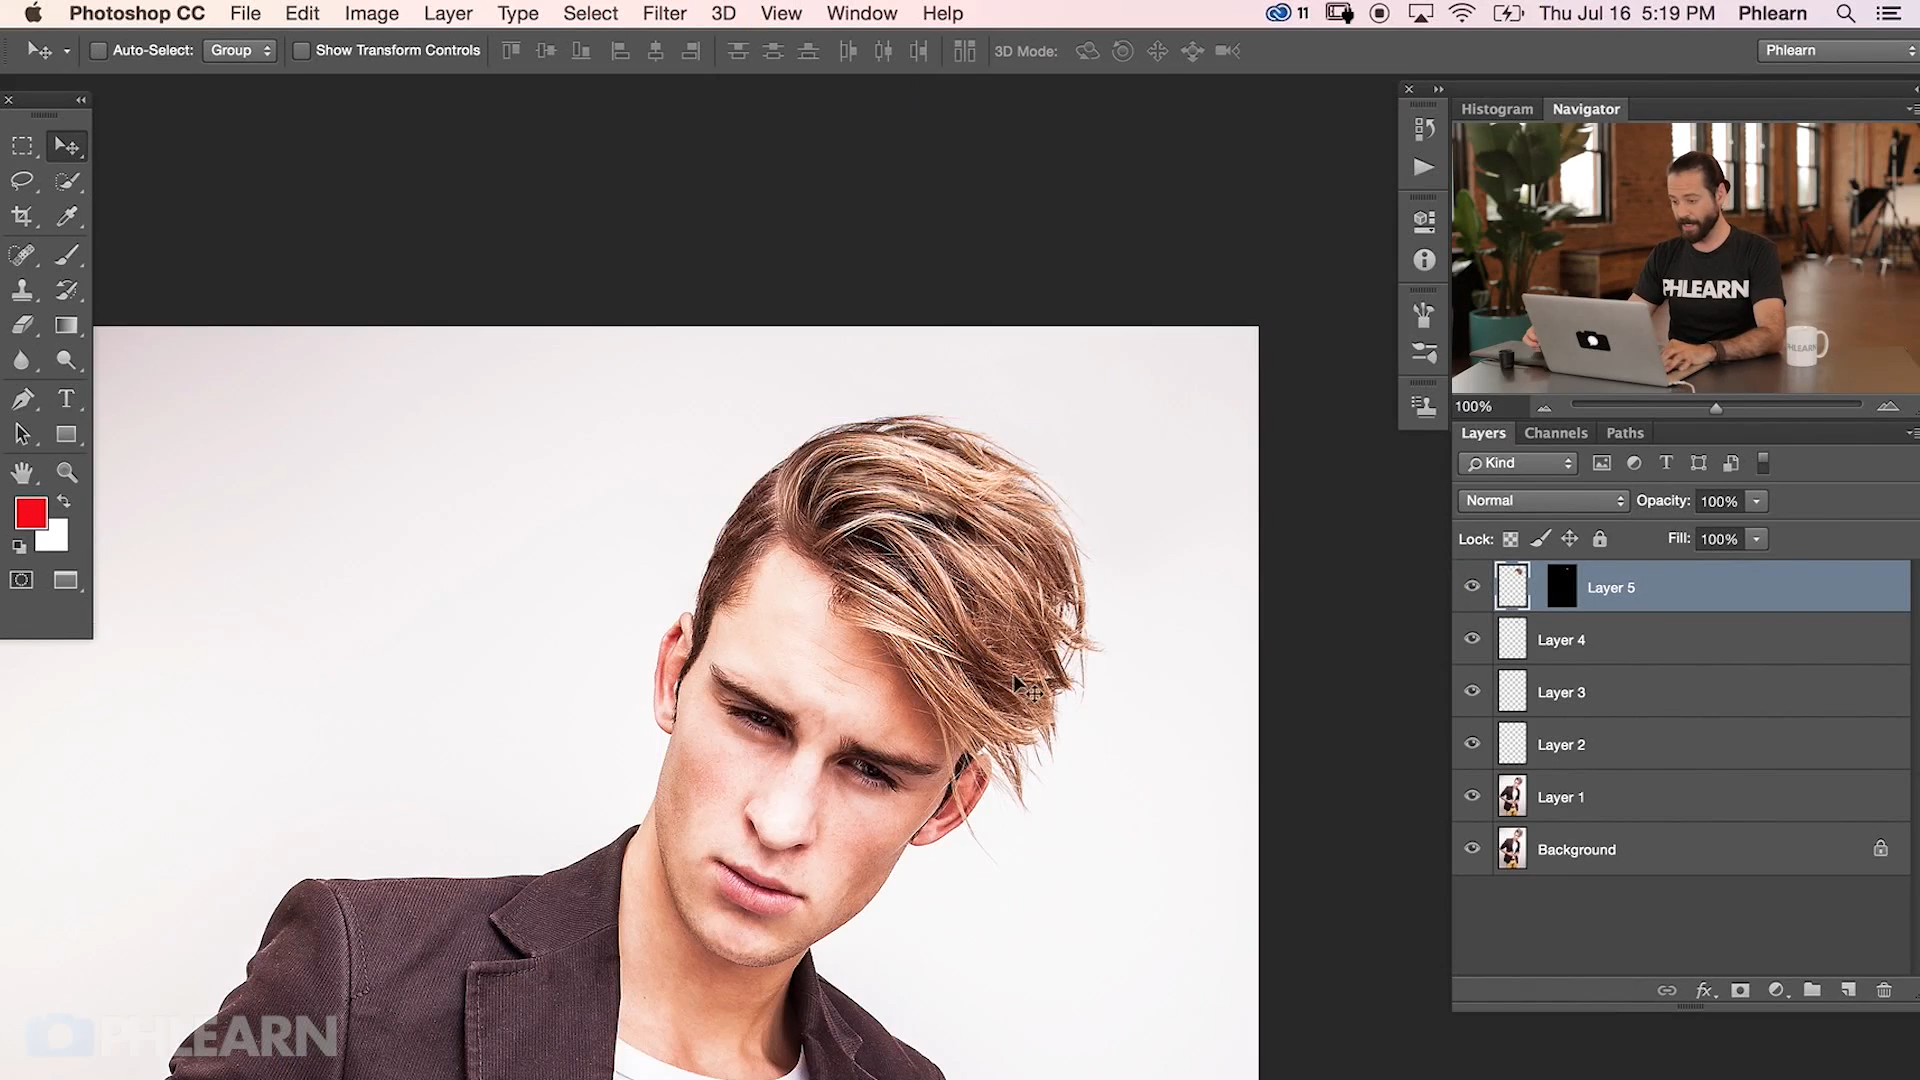 Photoshop CC File Edit Image Layer Type Select Filter 3D View Window Help 11 Thu Jul 16 5:19 PM Phlearn
Auto-Select: Group Show Transform Controls 3D Mode: Phlearn
Histogram Navigator
PHLEARN
PHLEARN
100%
Layers Channels Paths
Kind
Normal Opacity: 100%
Lock: Fill: 100%
Layer 5
Layer 4
Layer 3
Layer 2
Layer 1
Background
fx
PHLEARN